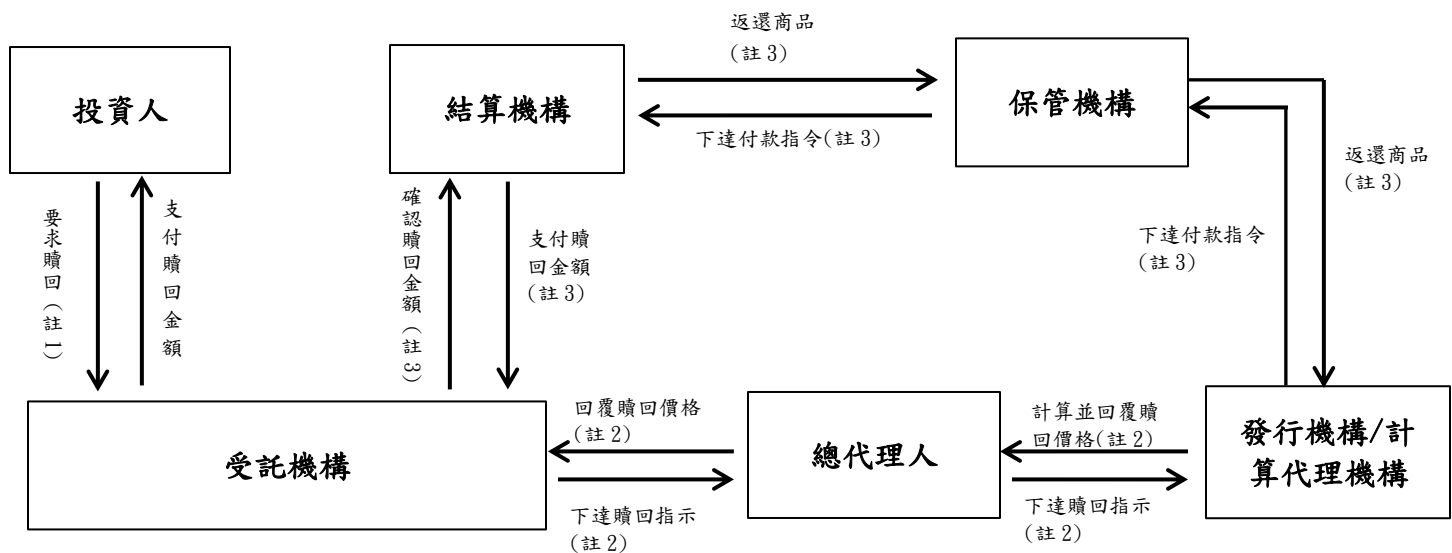 返還商品
(註 3)
投資人
結算機構
保管機構
下達付款指令(註 3)
返還商品
(註 3)
要求贖回(註 1)
支付贖回金額
確認贖回金額(註 3)
支付贖
回金額
(註 3)
下達付款指令
(註 3)
受託機構
回覆贖回價格
(註 2)
下達贖回指示
(註 2)
總代理人
計算並回覆贖
回價格(註 2)
下達贖回指示
(註 2)
發行機構/計
算代理機構